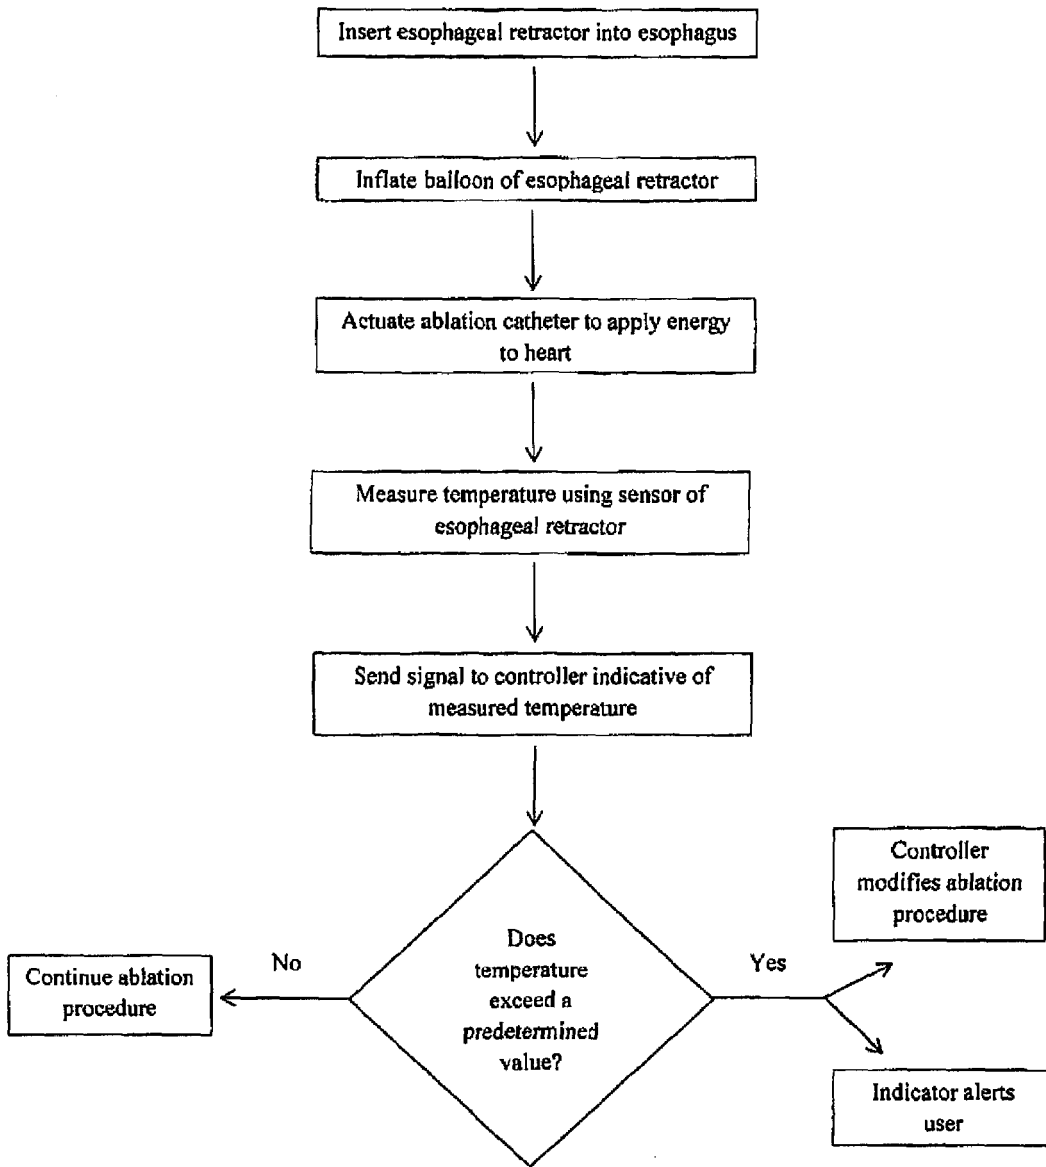 Insert esophageal retractor into esophagus
Inflate balloon of esophageal retractor
Actuate ablation catheter to apply energy
to heart
Measure temperature using sensor of
esophageal retractor
Send signal to controller indicative of
measured temperature
Does
temperature
exceed a
predetermined
value?
No
Continue ablation
procedure
Yes
Controller
modifies ablation
procedure
Indicator alerts
user